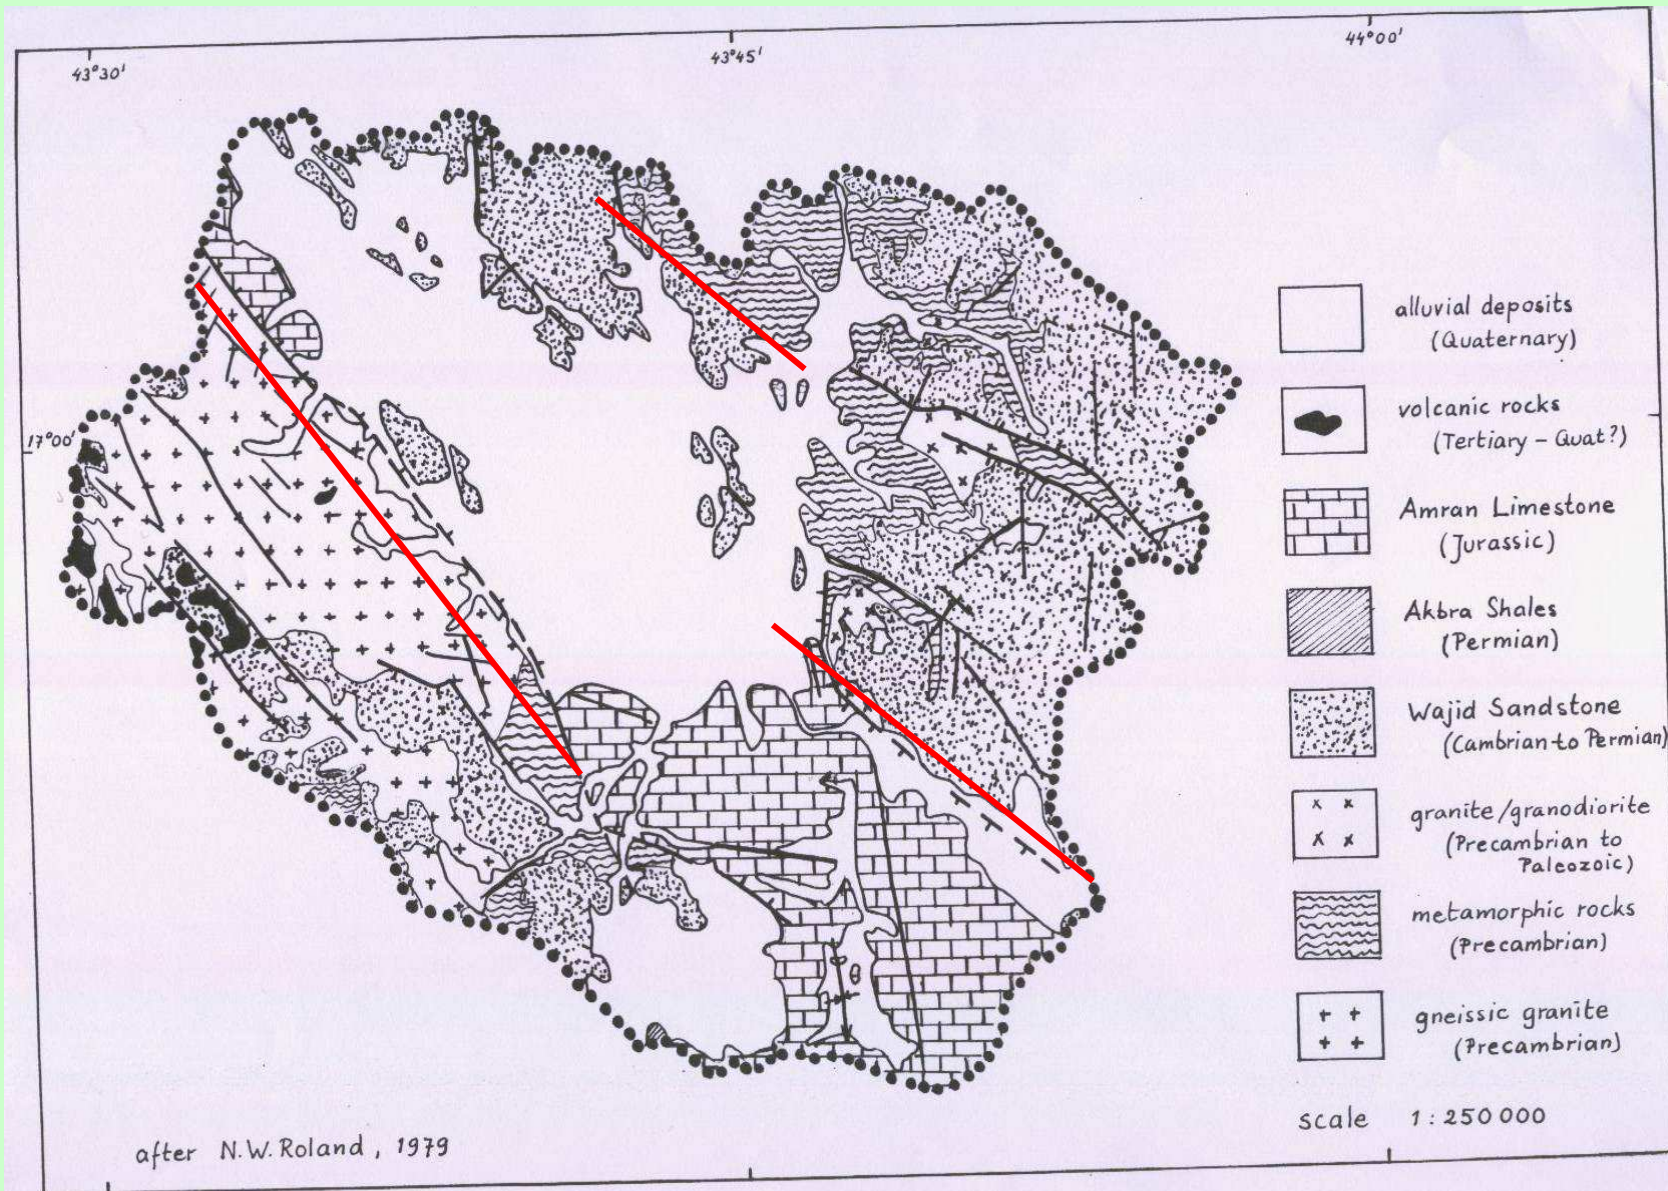 43°30'
43°45'
44°00'
17°00'
alluvial deposits
(Quaternary)
volcanic rocks
(Tertiary - Quat?)
Amran Limestone
(Jurassic)
Akbra Shales
(Permian)
Wajid Sandstone
(Cambrian to Permian)
granite/granodiorite
(Precambrian to
Paleozoic)
metamorphic rocks
(Precambrian)
gneissic granite
(Precambrian)
scale 1:250 000
after N.W. Roland, 1979